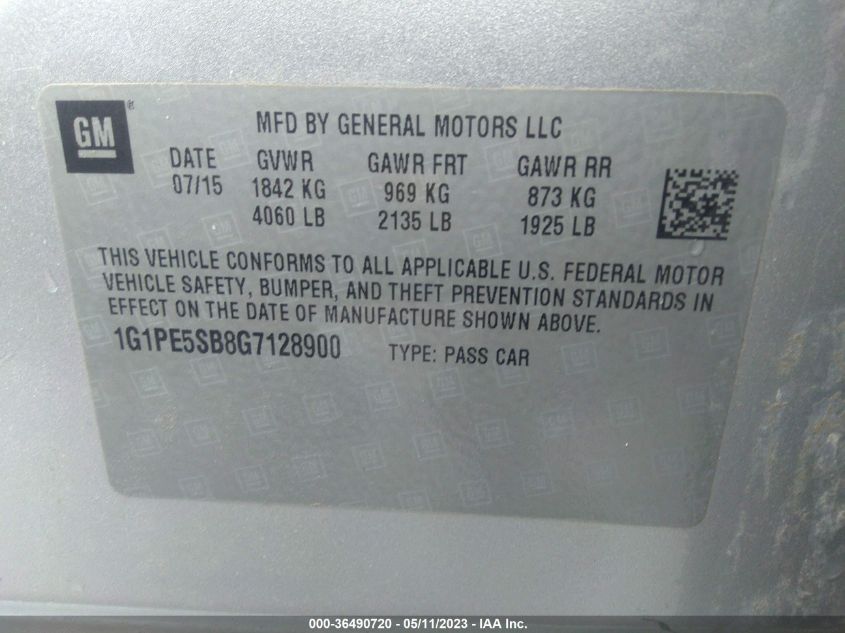 GM ®
MFD BY GENERAL MOTORS LLC
DATE GVWR GAWR FRT GAWR RR
07/15 1842 KG 969 KG 873 KG
4060 LB 2135 LB 1925 LB
THIS VEHICLE CONFORMS TO ALL APPLICABLE U.S. FEDERAL MOTOR
VEHICLE SAFETY, BUMPER, AND THEFT PREVENTION STANDARDS IN
EFFECT ON THE DATE OF MANUFACTURE SHOWN ABOVE.
1G1PE5SB8G7128900 TYPE: PASS CAR
000-36490720 - 05/11/2023 - IAA Inc.